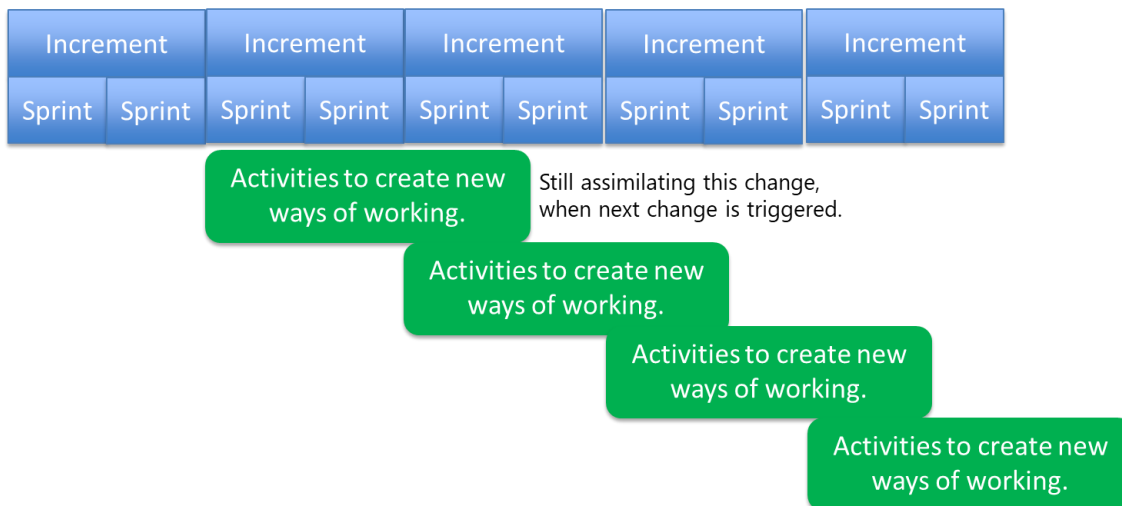 Increment Increment Increment Increment Increment
Sprint Sprint Sprint Sprint Sprint Sprint Sprint Sprint Sprint Sprint
Activities to create new
ways of working.
Still assimilating this change,
when next change is triggered.
Activities to create new
ways of working.
Activities to create new
ways of working.
Activities to create new
ways of working.